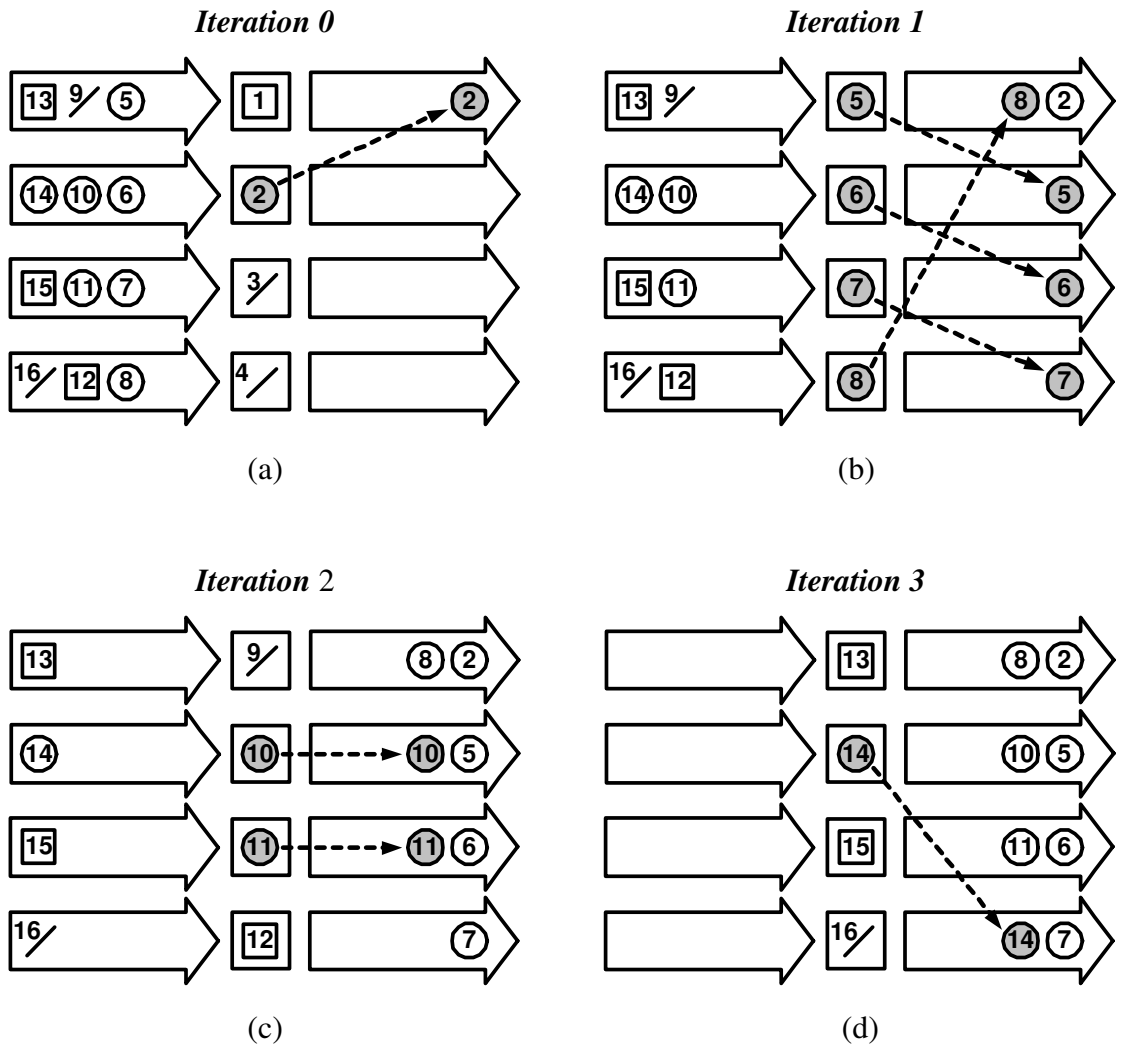 Iteration 0
13 9 5 1 2
14 10 6 2
15 11 7 3
16 12 8 4
(a)
Iteration 1
13 9 5 8 2
14 10 6 5
15 11 7 6
16 12 8 7
(b)
Iteration 2
13 9 8 2
14 10 10 5
15 11 11 6
16 12 7
(c)
Iteration 3
13 8 2
14 10 5
15 11 6
16 14 7
(d)